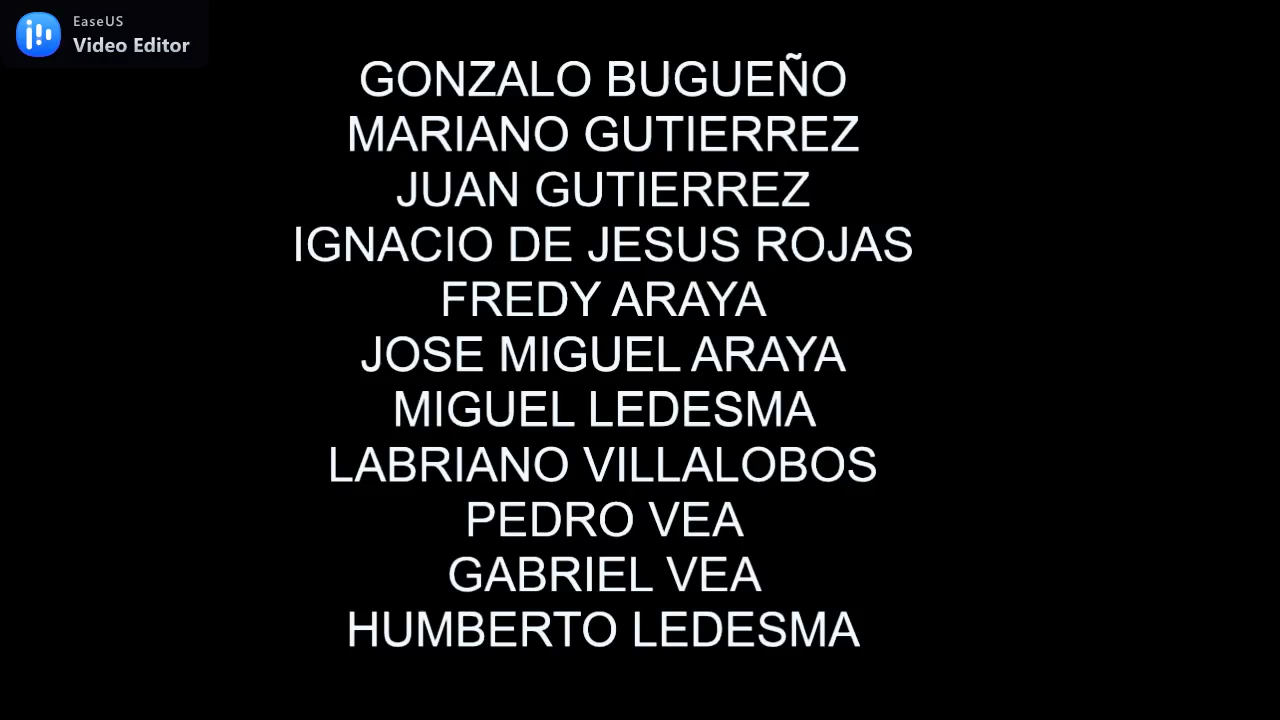 EaseUS
Video Editor
GONZALO BUGUEÑO
MARIANO GUTIERREZ
JUAN GUTIERREZ
IGNACIO DE JESUS ROJAS
FREDY ARAYA
JOSE MIGUEL ARAYA
MIGUEL LEDESMA
LABRIANO VILLALOBOS
PEDRO VEA
GABRIEL VEA
HUMBERTO LEDESMA